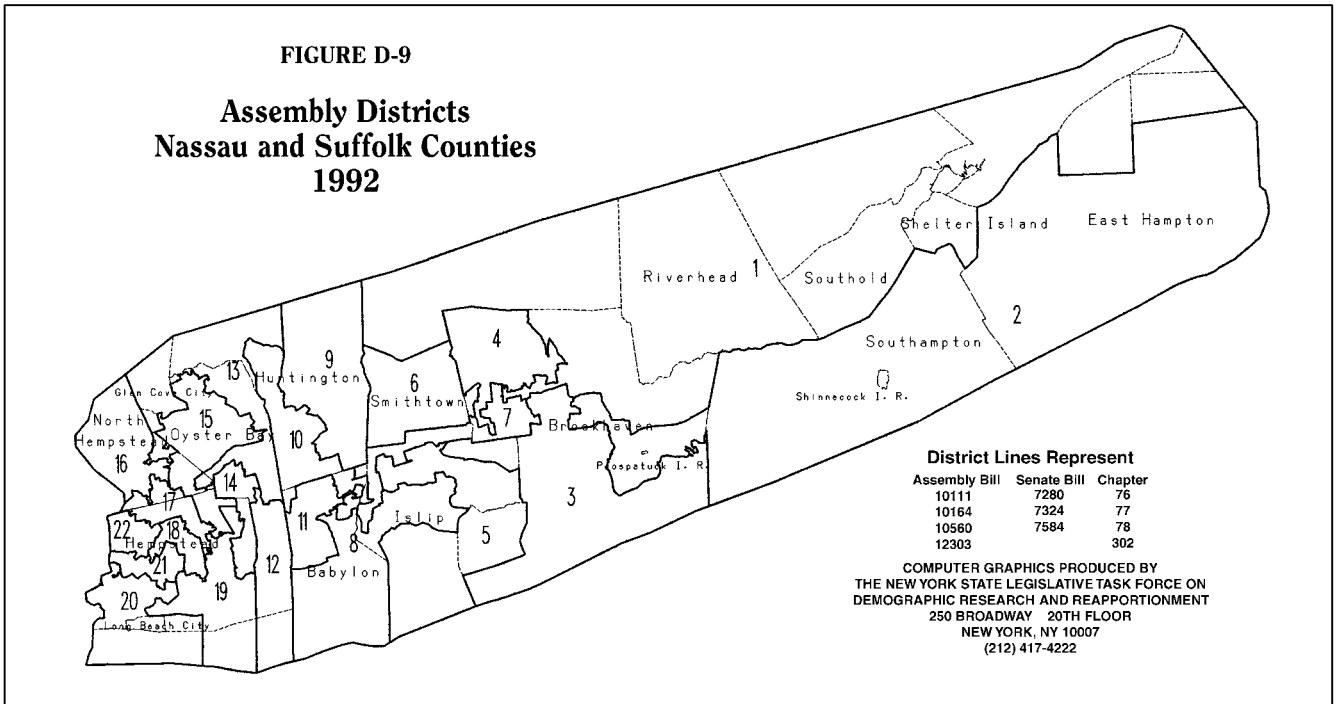 FIGURE D-9
Assembly Districts
Nassau and Suffolk Counties
1992
1
Riverhead
Southold
Shelter Island
East Hampton
2
Southampton
Shinnecock I. R.
4
9
13
Huntington
6
Smithtown
Glen Cove City
15
North
Hempstead
Oyster Bay
16
10
7
Brookhaven
Poospatuck I. R.
14
17
3
22
18
Hempstead
11
Islip
5
8
21
12
Babylon
19
20
Long Beach City
District Lines Represent
Assembly Bill Senate Bill Chapter
10111 7280 76
10164 7324 77
10560 7584 78
12303 302
COMPUTER GRAPHICS PRODUCED BY
THE NEW YORK STATE LEGISLATIVE TASK FORCE ON
DEMOGRAPHIC RESEARCH AND REAPPORTIONMENT
250 BROADWAY 20TH FLOOR
NEW YORK, NY 10007
(212) 417-4222